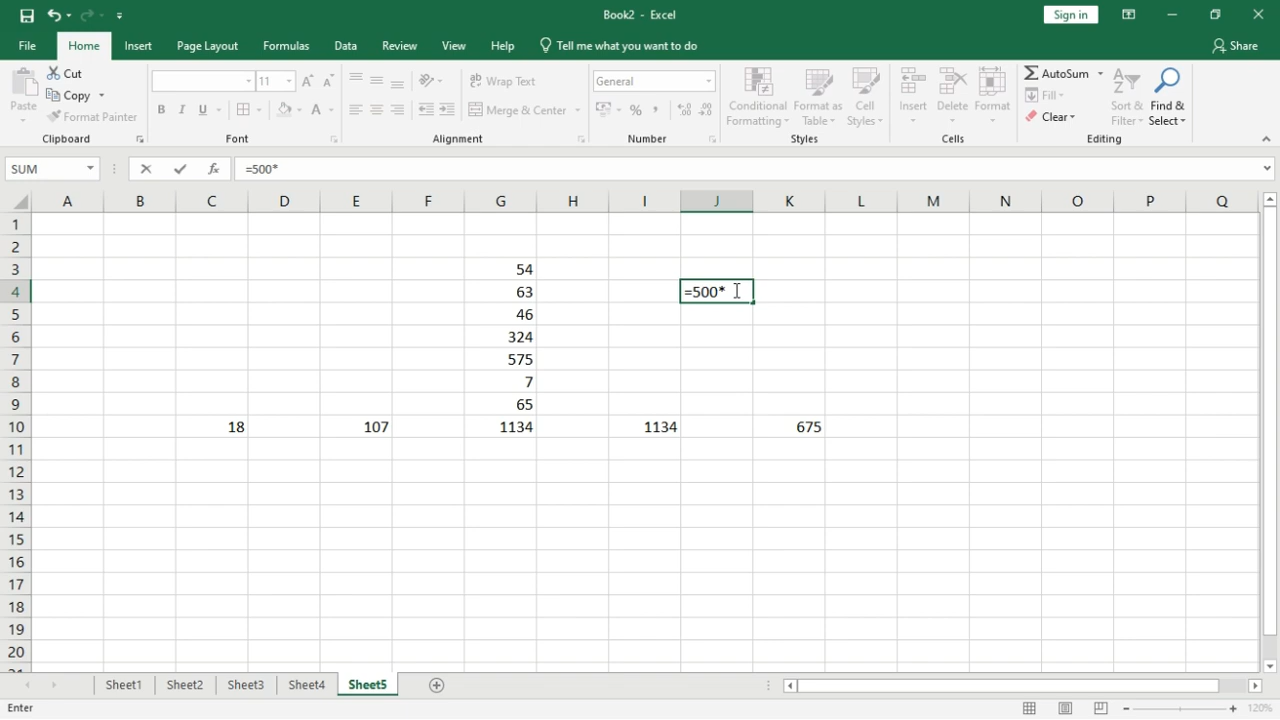 Book2 - Excel
Sign in
File Home Insert Page Layout Formulas Data Review View Help Tell me what you want to do Share
Paste
Cut
Copy
Format Painter
Clipboard
11
B I U A
Font
Wrap Text
Merge & Center
Alignment
General
%
Number
Conditional Formatting
Format as Table
Cell Styles
Styles
Insert
Delete
Format
Cells
AutoSum
Fill
Clear
Sort & Filter
Find & Select
Editing
SUM fx =500*
A B C D E F G H I J K L M N O P Q
1
2
3 54
4 63 =500*
5 46
6 324
7 575
8 7
9 65
10 18 107 1134 1134 675
11
12
13
14
15
16
17
18
19
20
Sheet1 Sheet2 Sheet3 Sheet4 Sheet5
Enter
120%